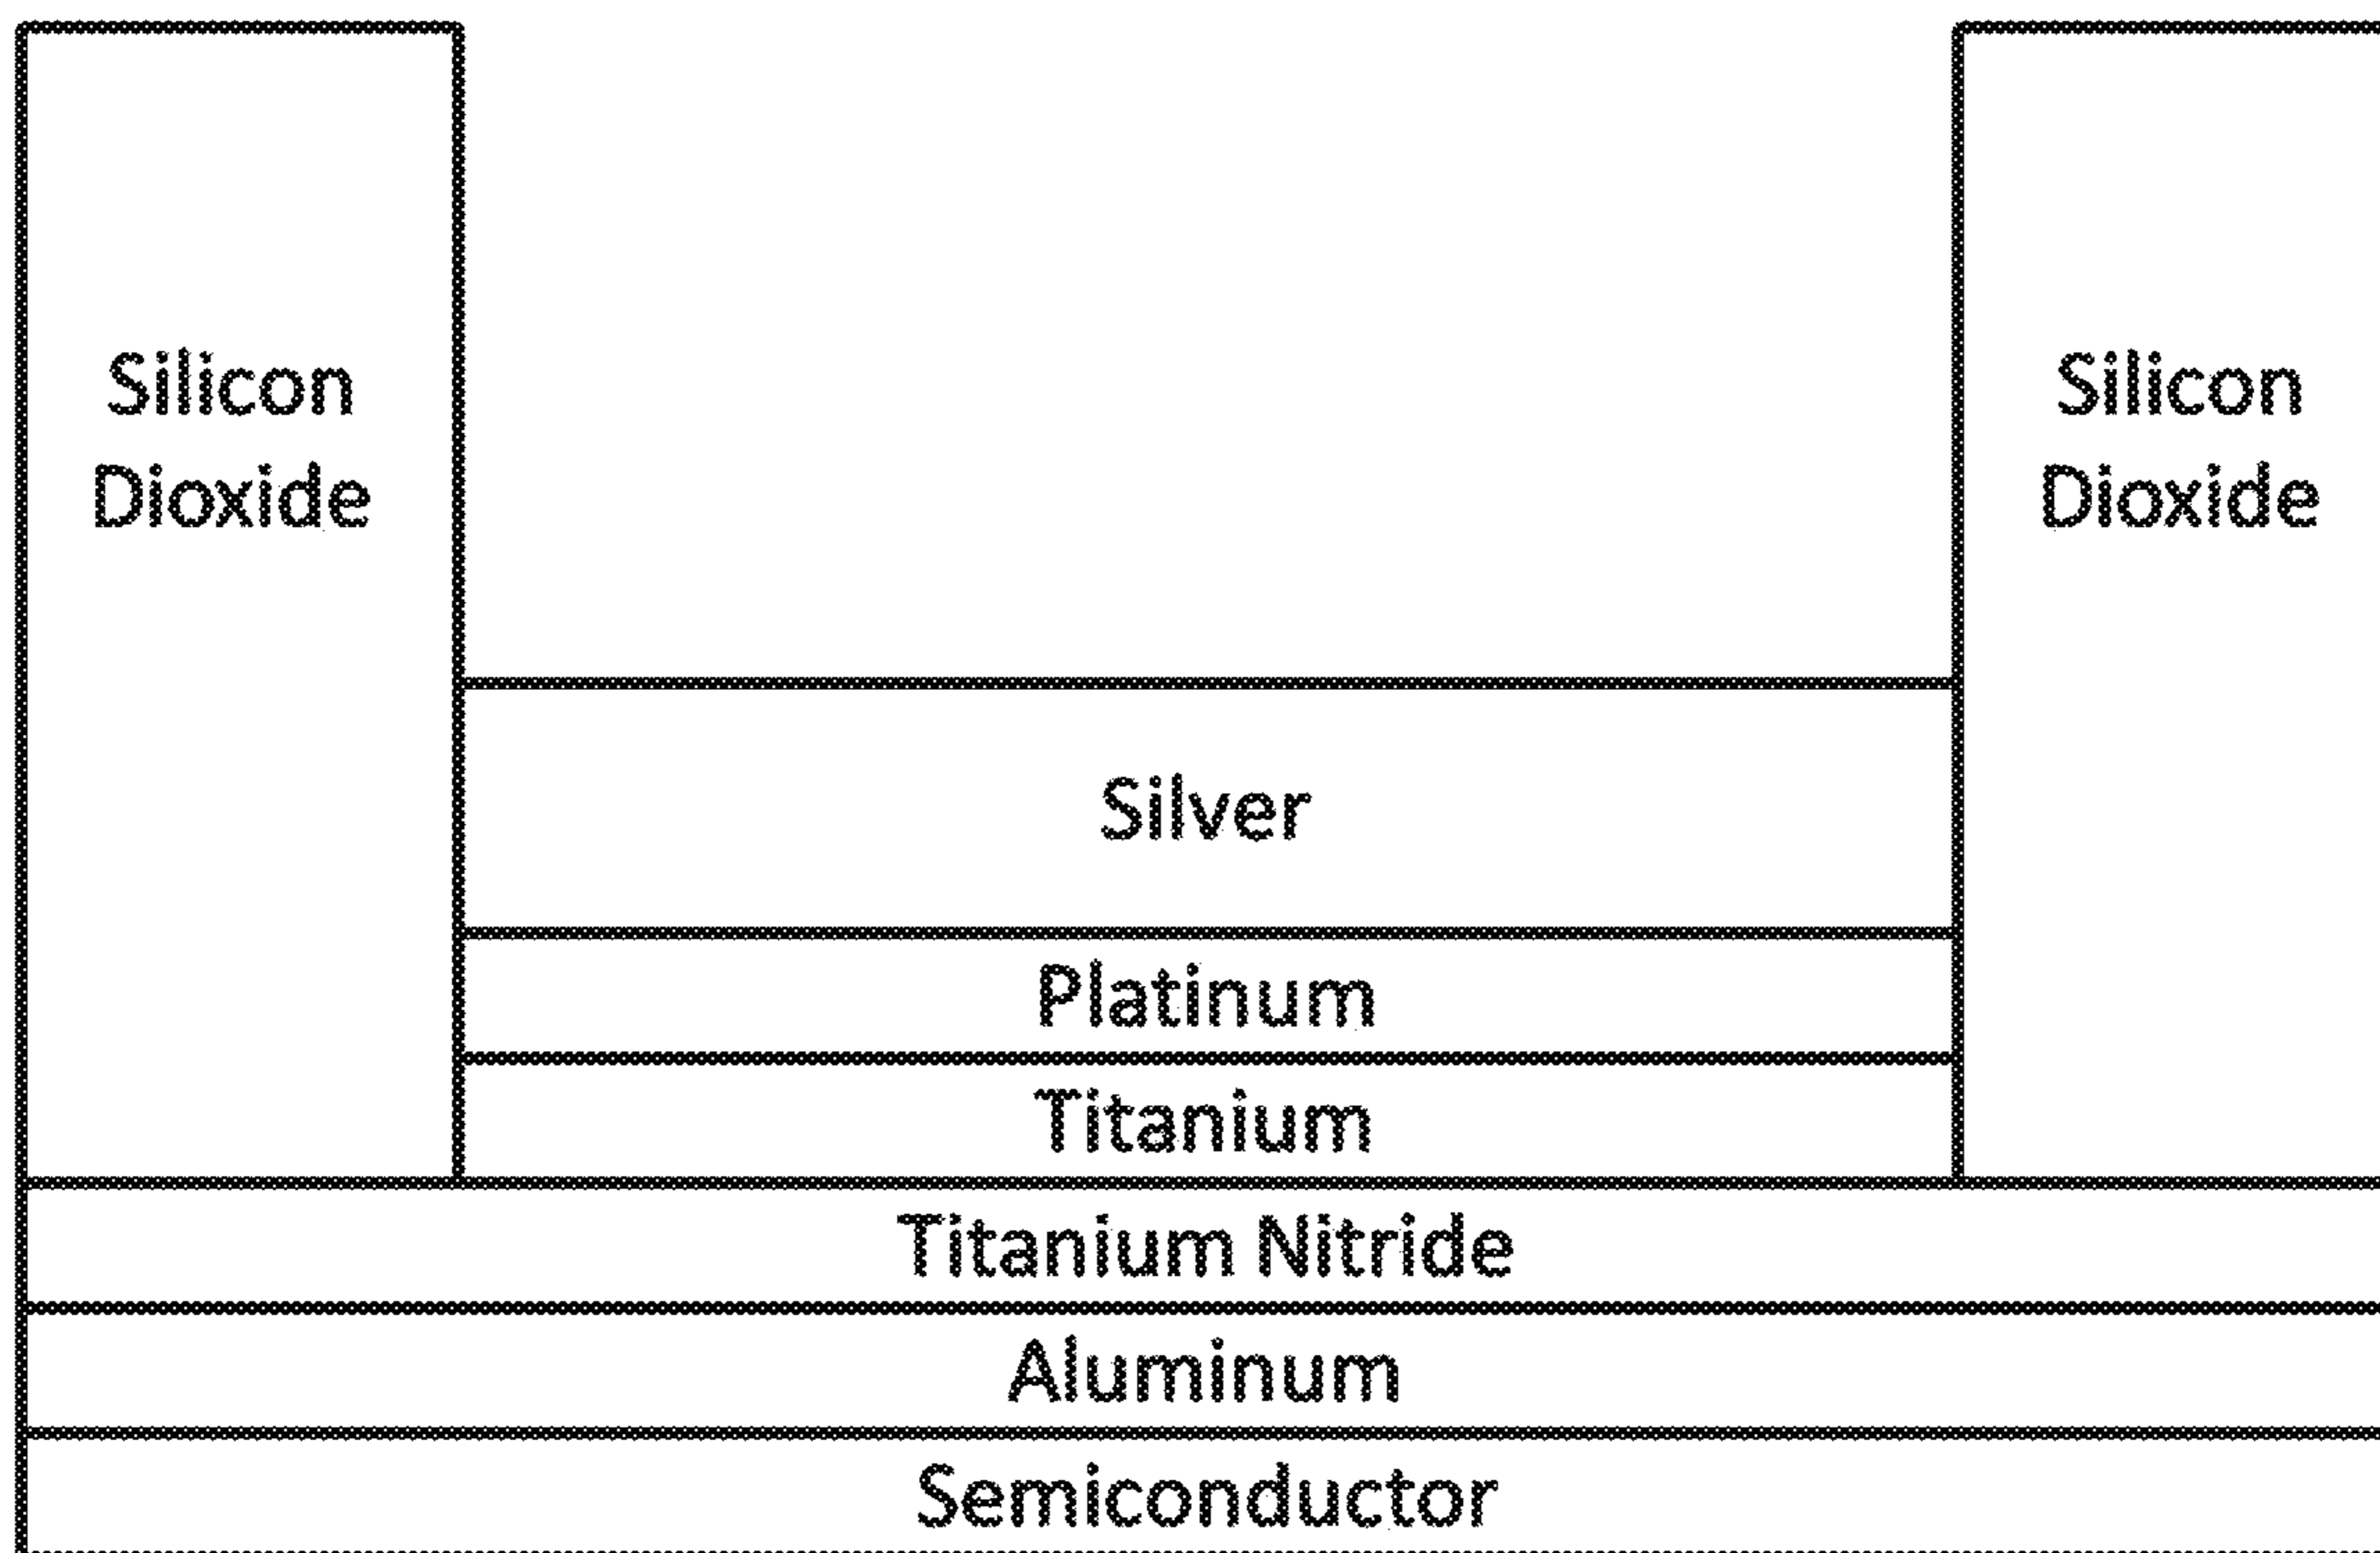 Silicon
Dioxide
Silicon
Dioxide
Silver
Platinum
Titanium
Titanium Nitride
Aluminum
Semiconductor